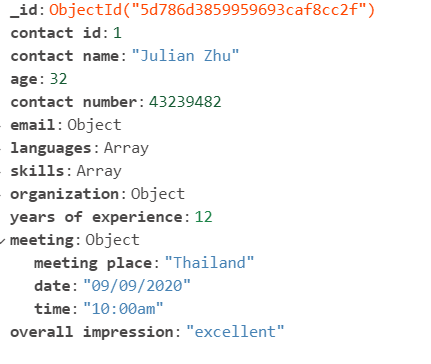 _id:ObjectId("5d786d3859959693caf8cc2f")
contact id:1
contact name:"Julian Zhu"
age:32
contact number:43239482
email:Object
languages:Array
skills:Array
organization:Object
years of experience:12
meeting:Object
meeting place:"Thailand"
date:"09/09/2020"
time:"10:00am"
overall impression:"excellent"